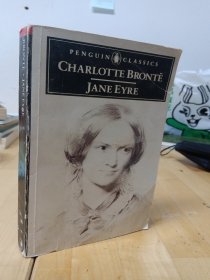 PENGUIN CLASSICS
CHARLOTTE BRONTË
JANE EYRE